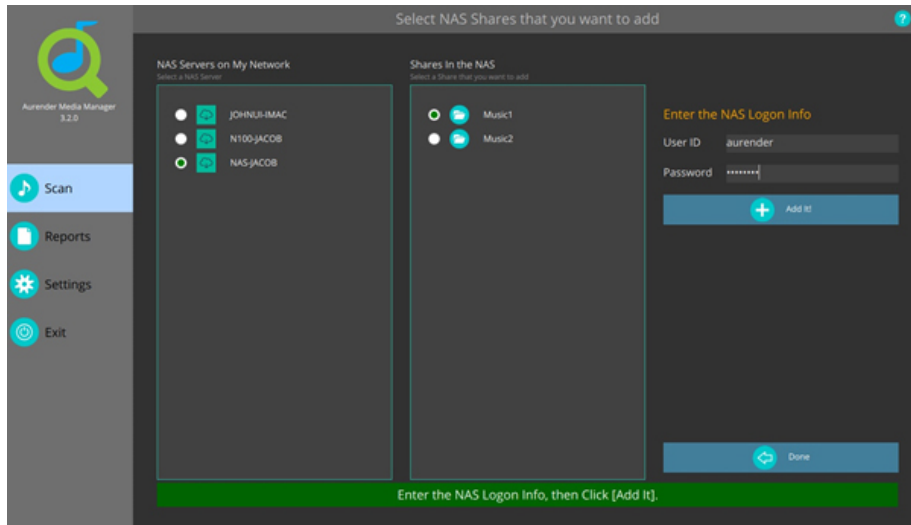 Select NAS Shares that you want to add
?
Aurender Media Manager
3.2.0
Scan
Reports
Settings
Exit
NAS Servers on My Network
Select a NAS Server
JOHNUI-IMAC
N100-JACOB
NAS-JACOB
Shares In the NAS
Select a Share that you want to add
Music1
Music2
Enter the NAS Logon Info
User ID aurender
Password ••••••••
Add It!
Done
Enter the NAS Logon Info, then Click [Add It].